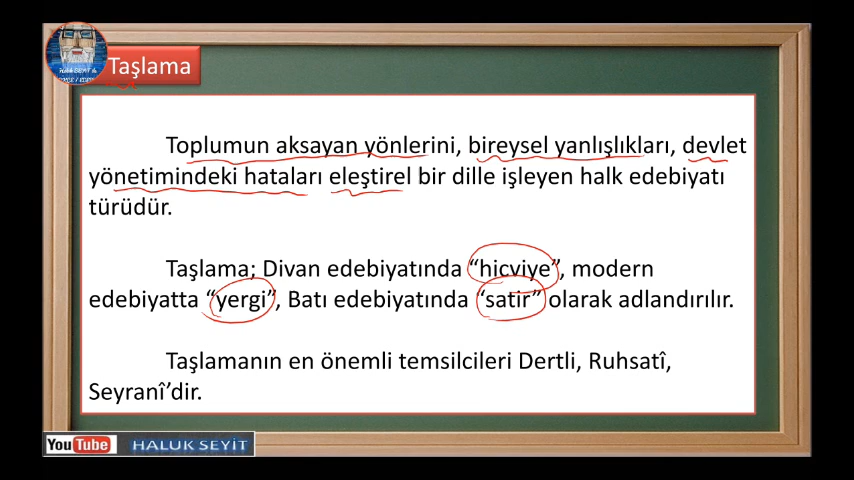 Taşlama
Toplumun aksayan yönlerini, bireysel yanlışlıkları, devlet
yönetimindeki hataları eleştirel bir dille işleyen halk edebiyatı
türüdür.
Taşlama; Divan edebiyatında “hicviye”, modern
edebiyatta “yergi”, Batı edebiyatında “satir” olarak adlandırılır.
Taşlamanın en önemli temsilcileri Dertli, Ruhsatî,
Seyranî’dir.
YouTube HALUK SEYİT